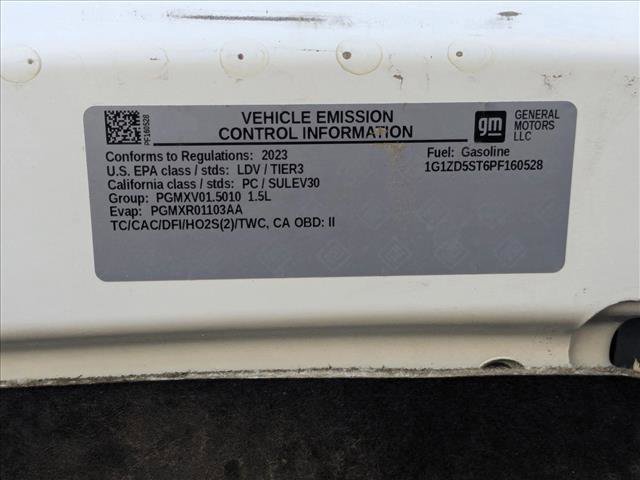 PF160528
VEHICLE EMISSION
CONTROL INFORMATION
gm
GENERAL
MOTORS
LLC
Conforms to Regulations: 2023
U.S. EPA class / stds: LDV / TIER3
California class / stds: PC / SULEV30
Group: PGMXV01.5010 1.5L
Evap: PGMXR01103AA
TC/CAC/DFI/HO2S(2)/TWC, CA OBD: II
Fuel: Gasoline
1G1ZD5ST6PF160528